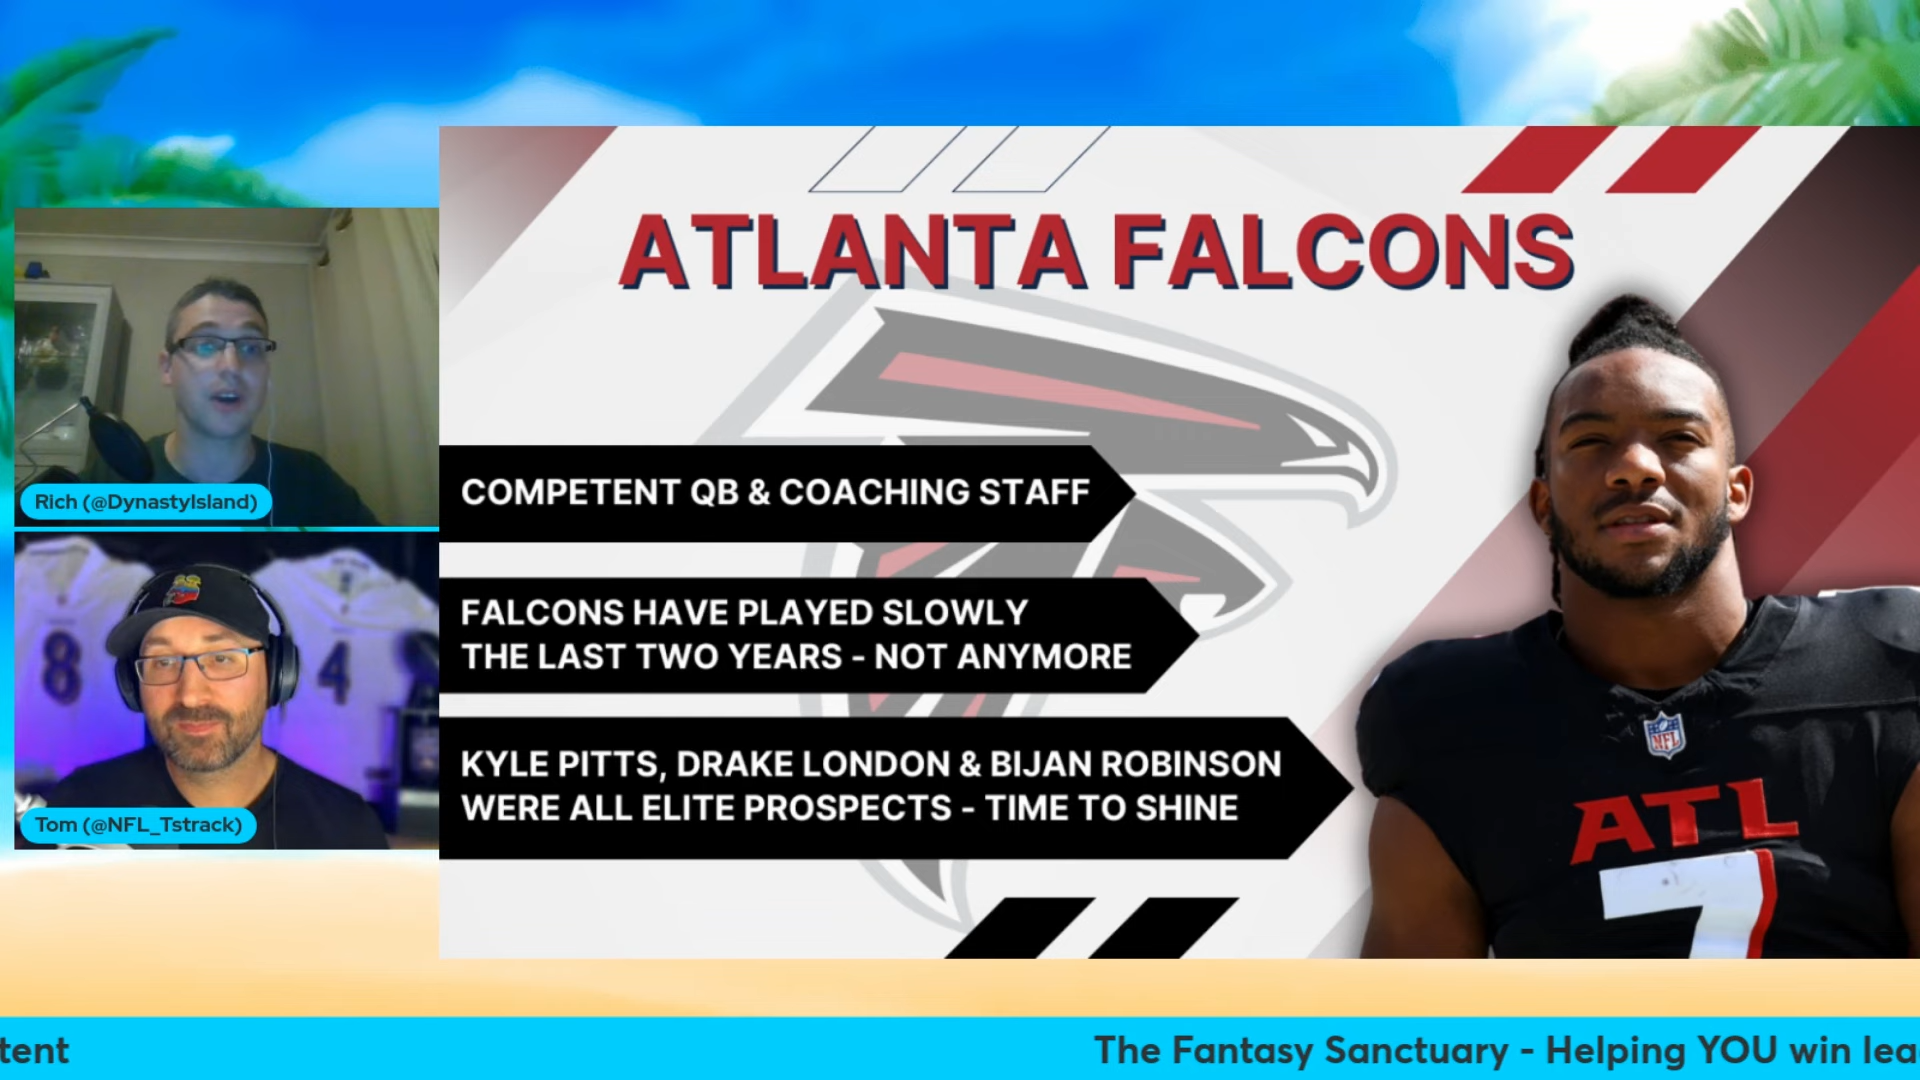 ATLANTA FALCONS
COMPETENT QB & COACHING STAFF
FALCONS HAVE PLAYED SLOWLY
THE LAST TWO YEARS - NOT ANYMORE
KYLE PITTS, DRAKE LONDON & BIJAN ROBINSON
WERE ALL ELITE PROSPECTS - TIME TO SHINE
NFL
ATL
7
Rich (@DynastyIsland)
8
4
Tom (@NFL_Tstrack)
tent
The Fantasy Sanctuary - Helping YOU win lea